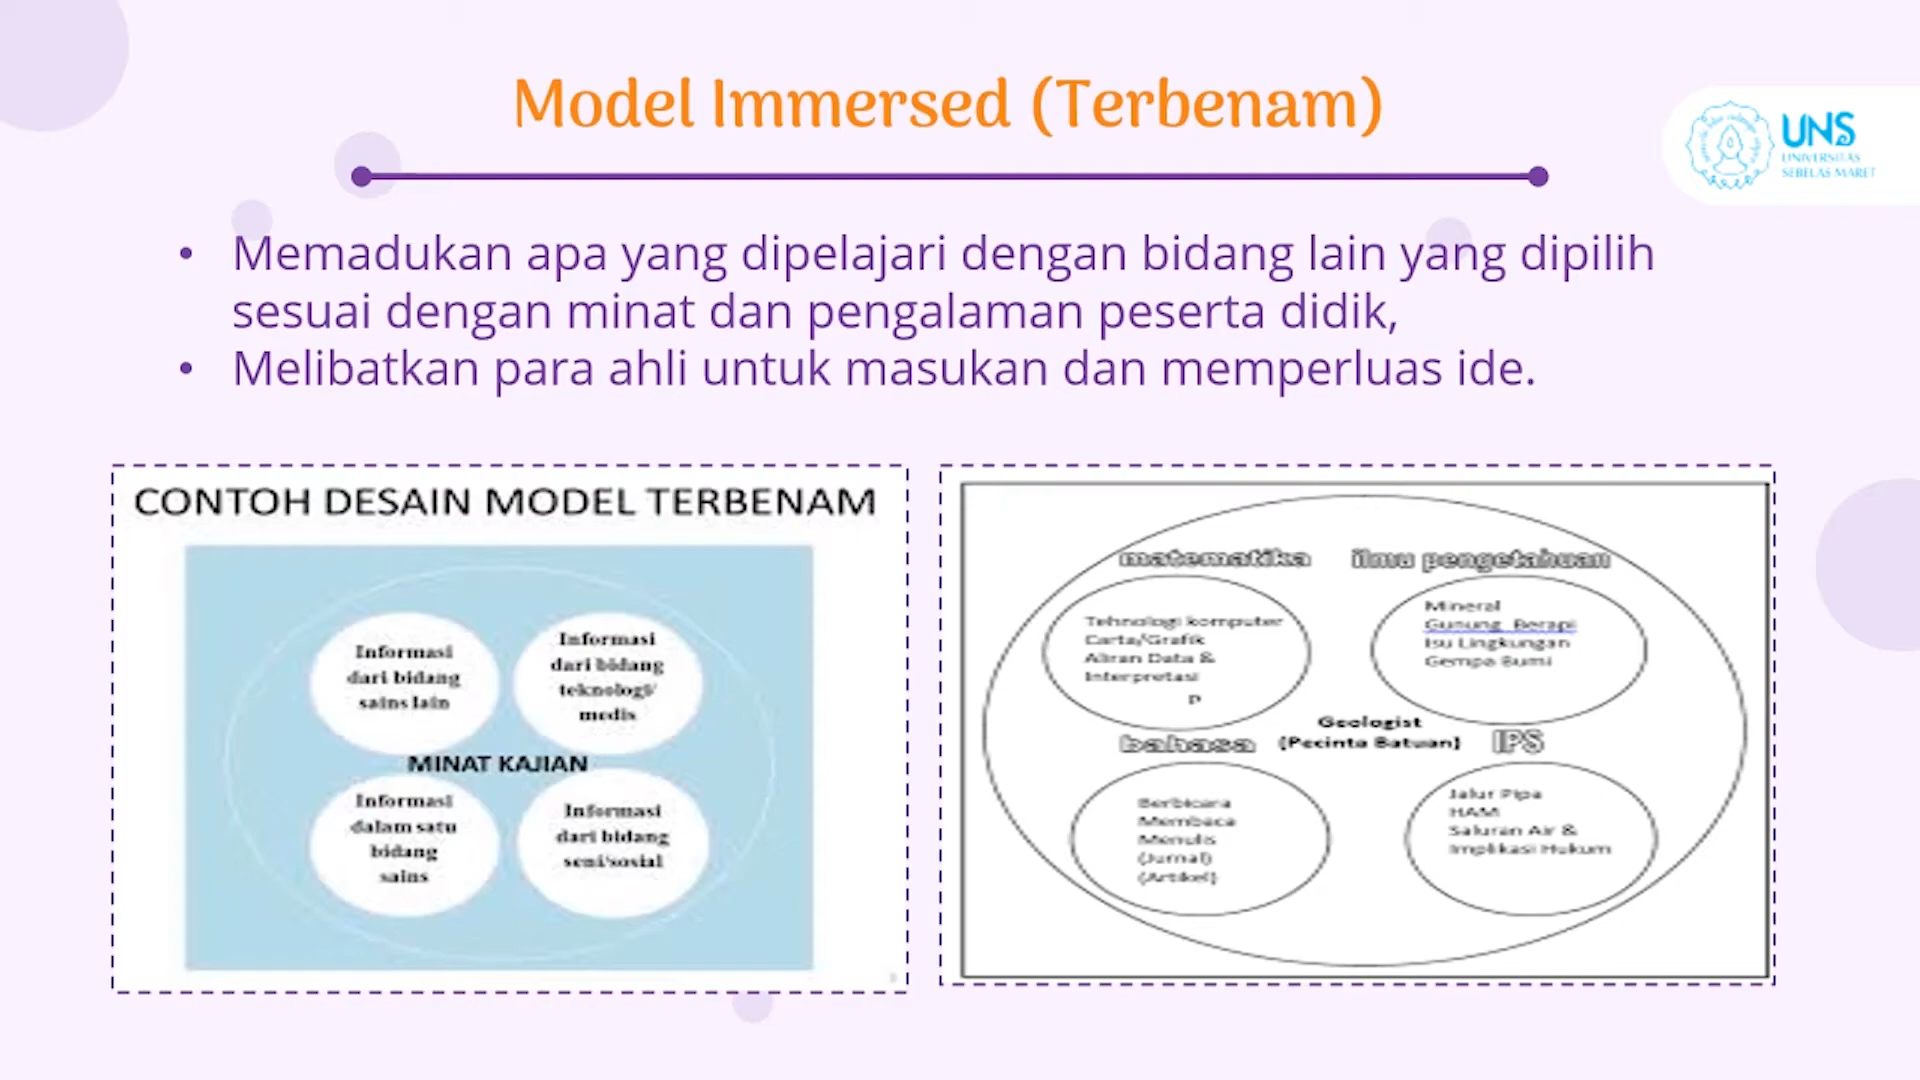 Model Immersed (Terbenam)
UNS
UNIVERSITAS
SEBELAS MARET
• Memadukan apa yang dipelajari dengan bidang lain yang dipilih
sesuai dengan minat dan pengalaman peserta didik,
• Melibatkan para ahli untuk masukan dan memperluas ide.
CONTOH DESAIN MODEL TERBENAM
Informasi
dari bidang
sains lain
Informasi
dari bidang
teknologi/
medis
MINAT KAJIAN
Informasi
dalam satu
bidang
sains
Informasi
dari bidang
seni/sosial
matematika
Tehnologi komputer
Carta/Grafik
Aliran Data &
Interpretasi
p
ilmu pengetahuan
Mineral
Gunung Berapi
Isu Lingkungan
Gempa Bumi
Geologist
(Pecinta Batuan)
bahasa
Berbicara
Membaca
Menulis
(Jurnal)
(Artikel)
IPS
Jalur Pipa
HAM
Saluran Air &
Implikasi Hukum